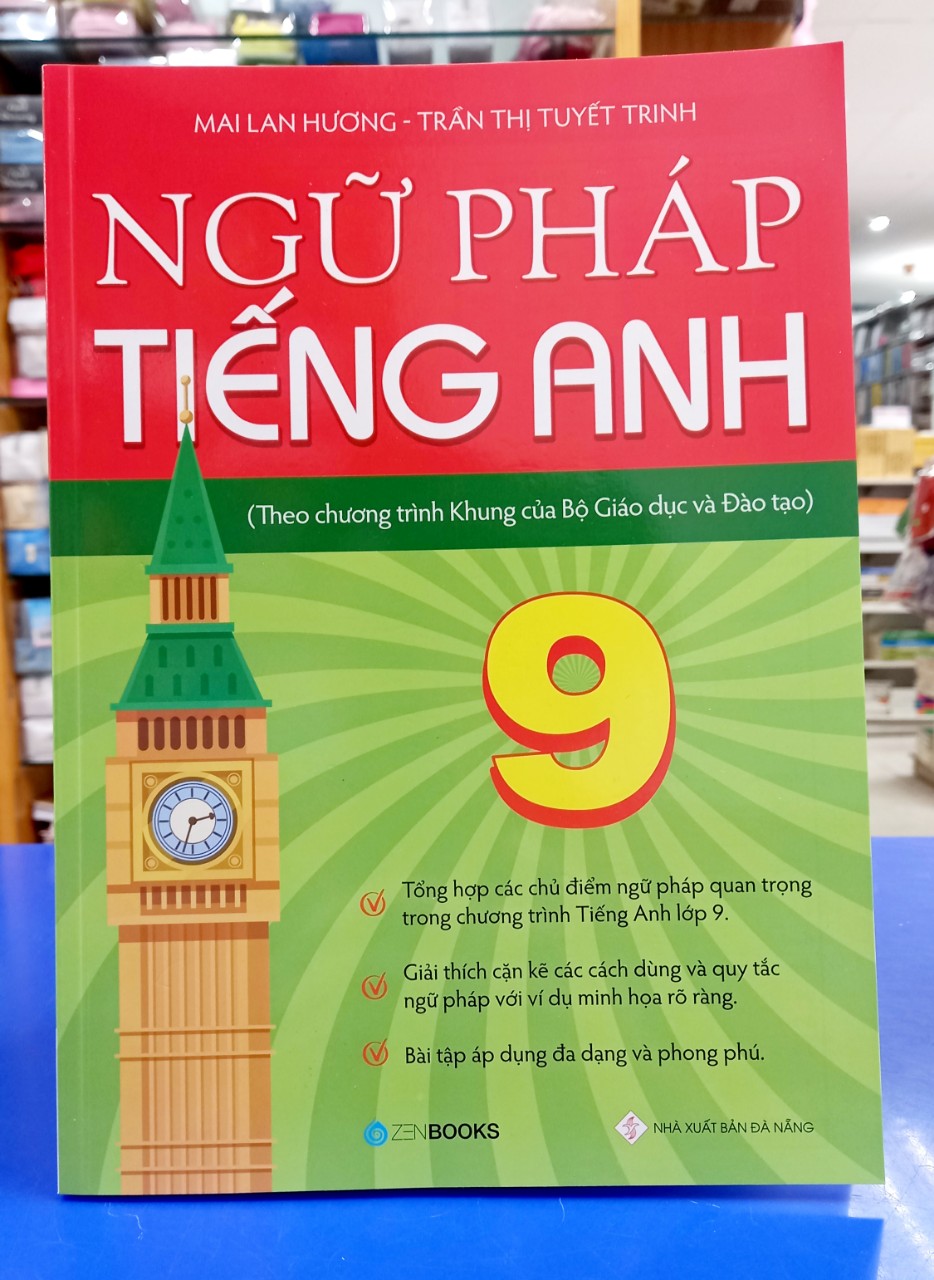 MAI LAN HƯƠNG - TRẦN THỊ TUYẾT TRINH
NGỮ PHÁP
TIẾNG ANH
(Theo chương trình Khung của Bộ Giáo dục và Đào tạo)
9
Tổng hợp các chủ điểm ngữ pháp quan trọng
trong chương trình Tiếng Anh lớp 9.
Giải thích cặn kẽ các cách dùng và quy tắc
ngữ pháp với ví dụ minh họa rõ ràng.
Bài tập áp dụng đa dạng và phong phú.
ZENBOOKS
NHÀ XUẤT BẢN ĐÀ NẴNG